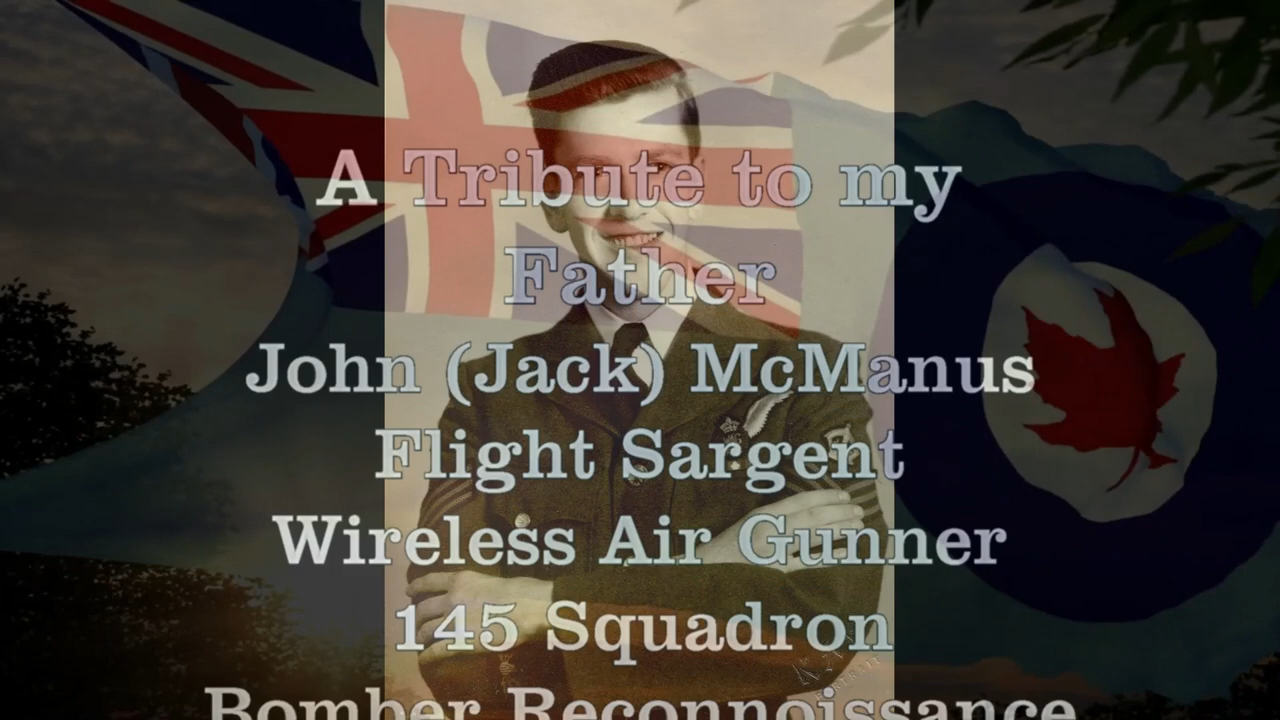 A Tribute to my
Father
John (Jack) McManus
Flight Sargent
Wireless Air Gunner
145 Squadron
Bomber Reconnoissance